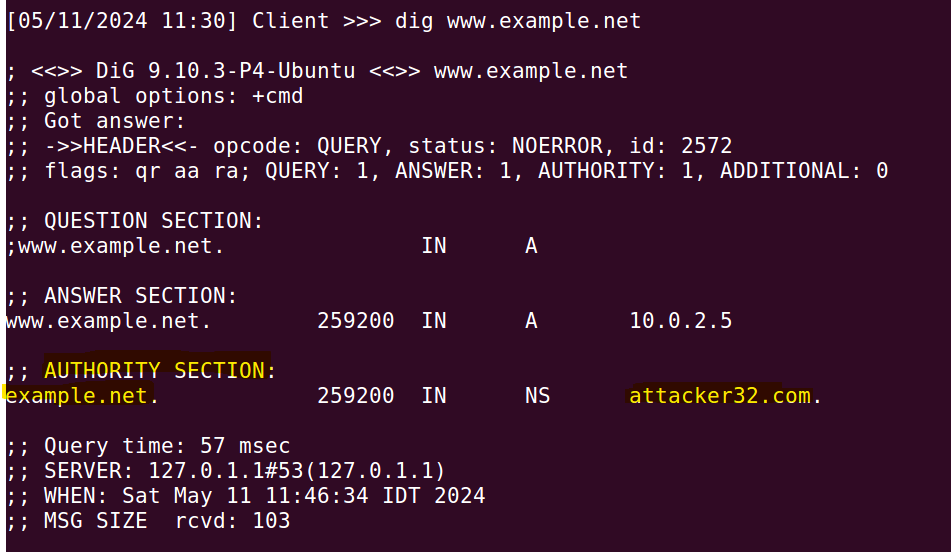 [05/11/2024 11:30] Client >>> dig www.example.net
; <<>> DiG 9.10.3-P4-Ubuntu <<>> www.example.net
;; global options: +cmd
;; Got answer:
;; ->>HEADER<<- opcode: QUERY, status: NOERROR, id: 2572
;; flags: qr aa ra; QUERY: 1, ANSWER: 1, AUTHORITY: 1, ADDITIONAL: 0
;; QUESTION SECTION:
;www.example.net. IN A
;; ANSWER SECTION:
www.example.net. 259200 IN A 10.0.2.5
;; AUTHORITY SECTION:
example.net. 259200 IN NS attacker32.com.
;; Query time: 57 msec
;; SERVER: 127.0.1.1#53(127.0.1.1)
;; WHEN: Sat May 11 11:46:34 IDT 2024
;; MSG SIZE rcvd: 103